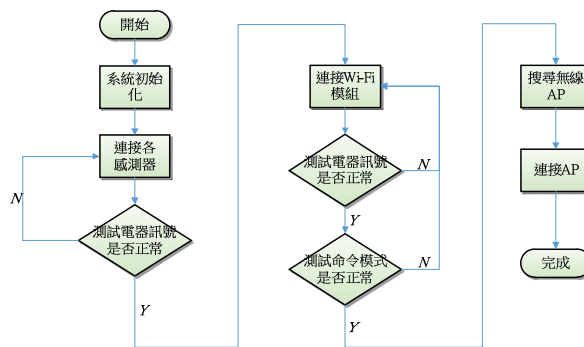 開始
系統初始
化
連接各
感測器
N
測試電器訊號
是否正常
Y
連接Wi-Fi
模組
測試電器訊號
是否正常
N
Y
測試命令模式
是否正常
N
Y
搜尋無線
AP
連接AP
完成